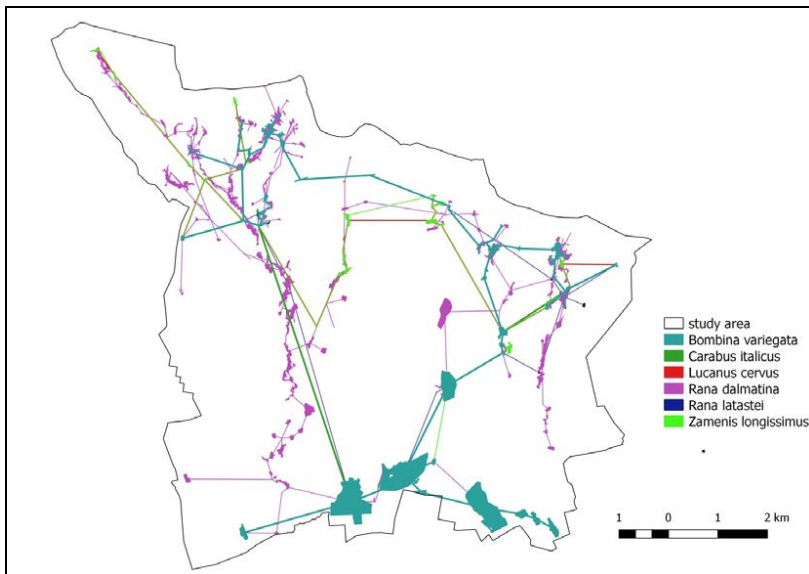 study area
Bombina variegata
Carabus italicus
Lucanus cervus
Rana dalmatina
Rana latastei
Zamenis longissimus
1 0 1 2 km